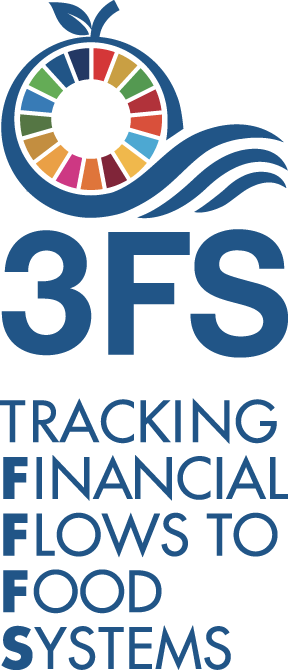 3FS
TRACKING
FINANCIAL
FLOWS TO
FOOD
SYSTEMS